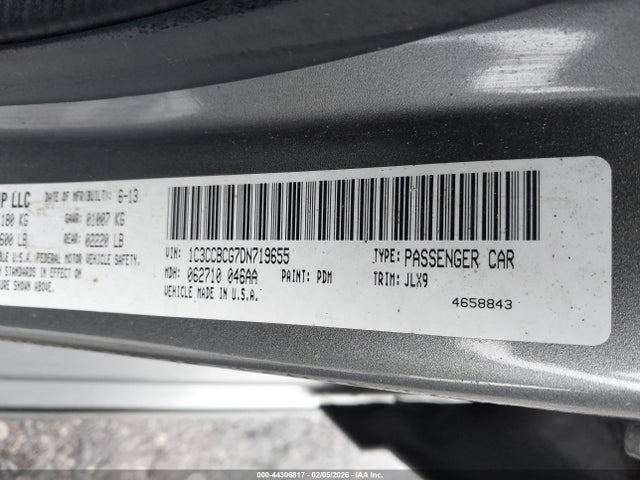 P LLC DATE OF MFR(BUILT): 6-13
180 KG GAWR: 01007 KG
600 LB REAR: 02220 LB
ABLE U.S./FEDERAL MOTOR VEHICLE SAFETY,
N STANDARDS IN EFFECT ON
URE SHOWN ABOVE.
VIN: 1C3CCBCG7DN719655 TYPE: PASSENGER CAR
MDH: 062710 046AA PAINT: PDM TRIM: JLX9
VEHICLE MADE IN U.S.A.
4658843
000-44306817 - 02/05/2026 - © IAA Inc.